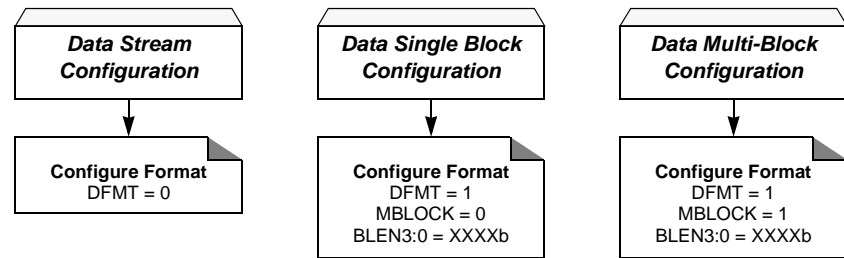 Data Stream
Configuration
Configure Format
DFMT = 0
Data Single Block
Configuration
Configure Format
DFMT = 1
MBLOCK = 0
BLEN3:0 = XXXXb
Data Multi-Block
Configuration
Configure Format
DFMT = 1
MBLOCK = 1
BLEN3:0 = XXXXb